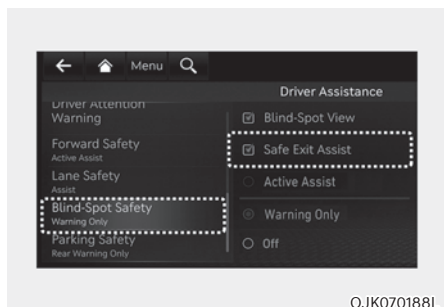 Menu
Driver Assistance
Driver Attention
Warning
Forward Safety
Active Assist
Lane Safety
Assist
Blind-Spot Safety
Warning Only
Parking Safety
Rear Warning Only
Blind-Spot View
Safe Exit Assist
Active Assist
Warning Only
Off
OJK070188L